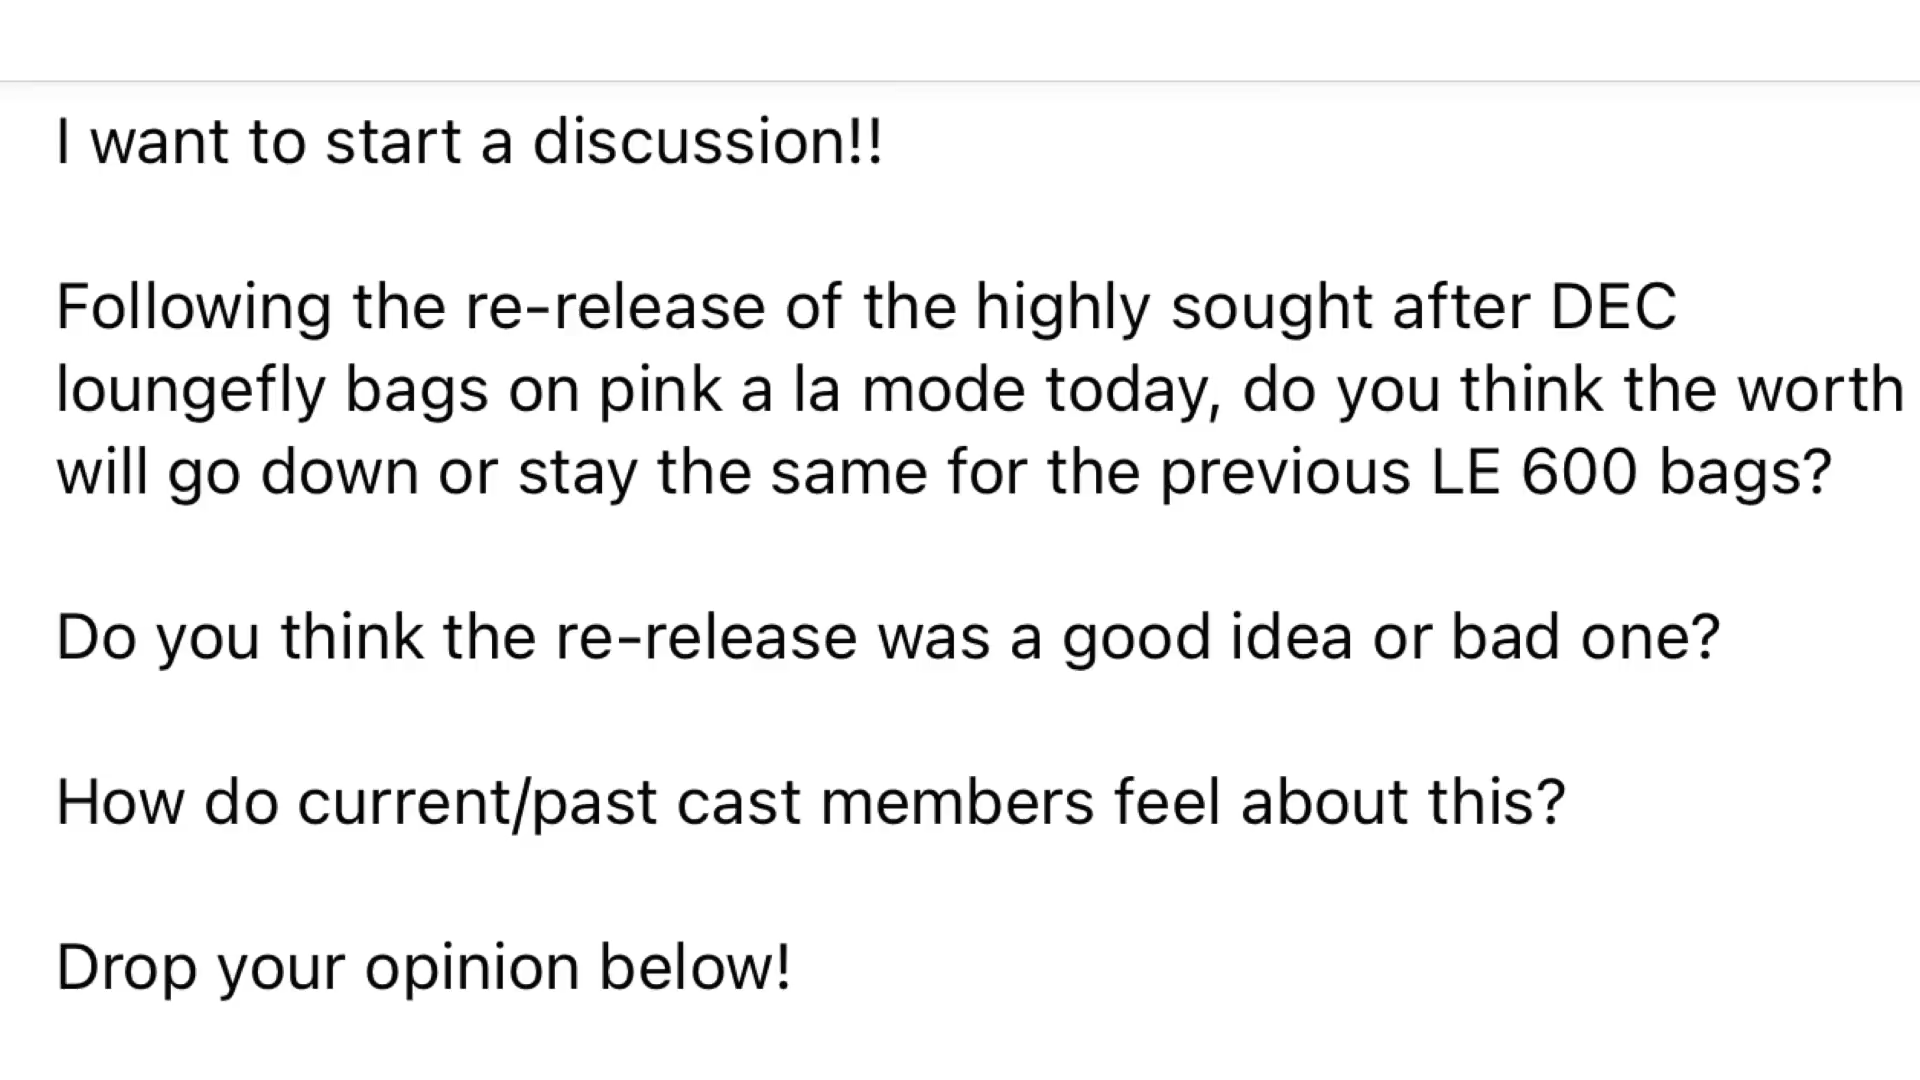 I want to start a discussion!!
Following the re-release of the highly sought after DEC
loungefly bags on pink a la mode today, do you think the worth
will go down or stay the same for the previous LE 600 bags?
Do you think the re-release was a good idea or bad one?
How do current/past cast members feel about this?
Drop your opinion below!